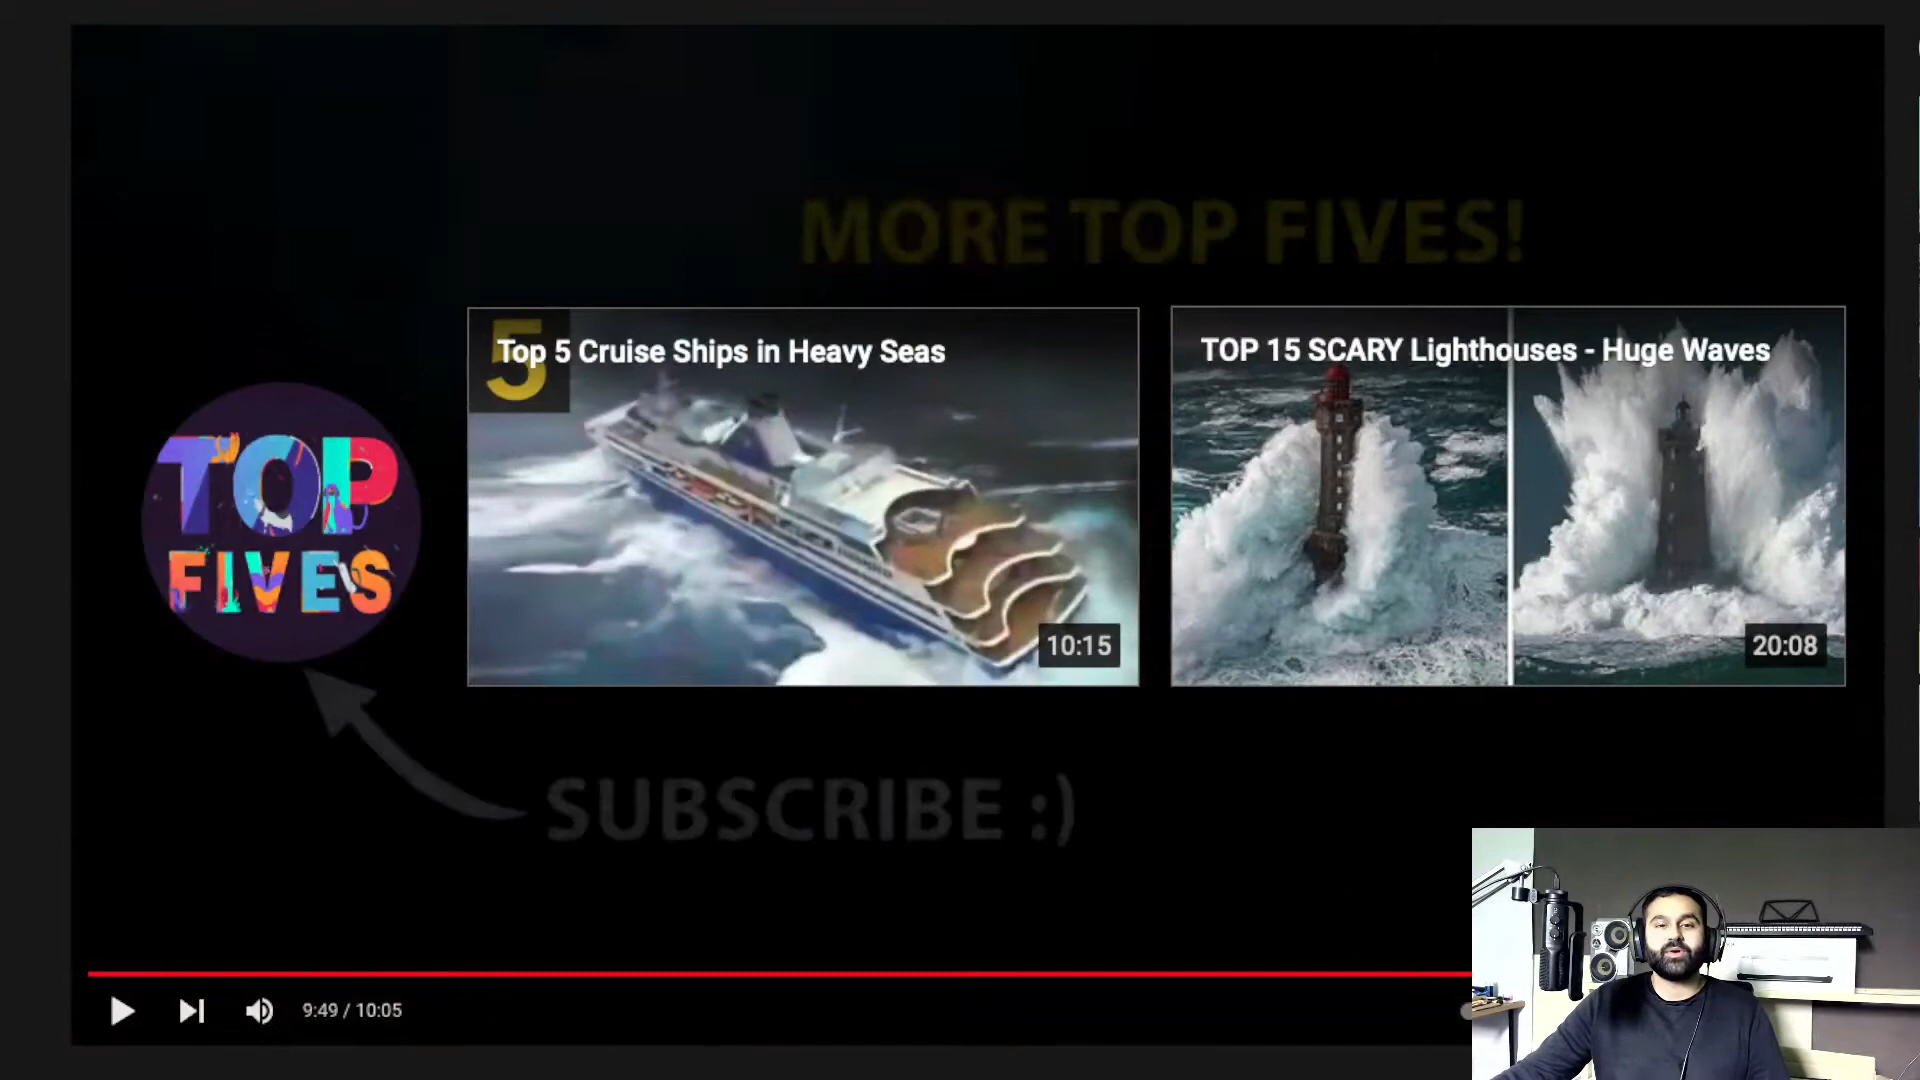 MORE TOP FIVES!
5
Top 5 Cruise Ships in Heavy Seas
10:15
TOP 15 SCARY Lighthouses - Huge Waves
20:08
TOP
FIVES
SUBSCRIBE :)
9:49 / 10:05